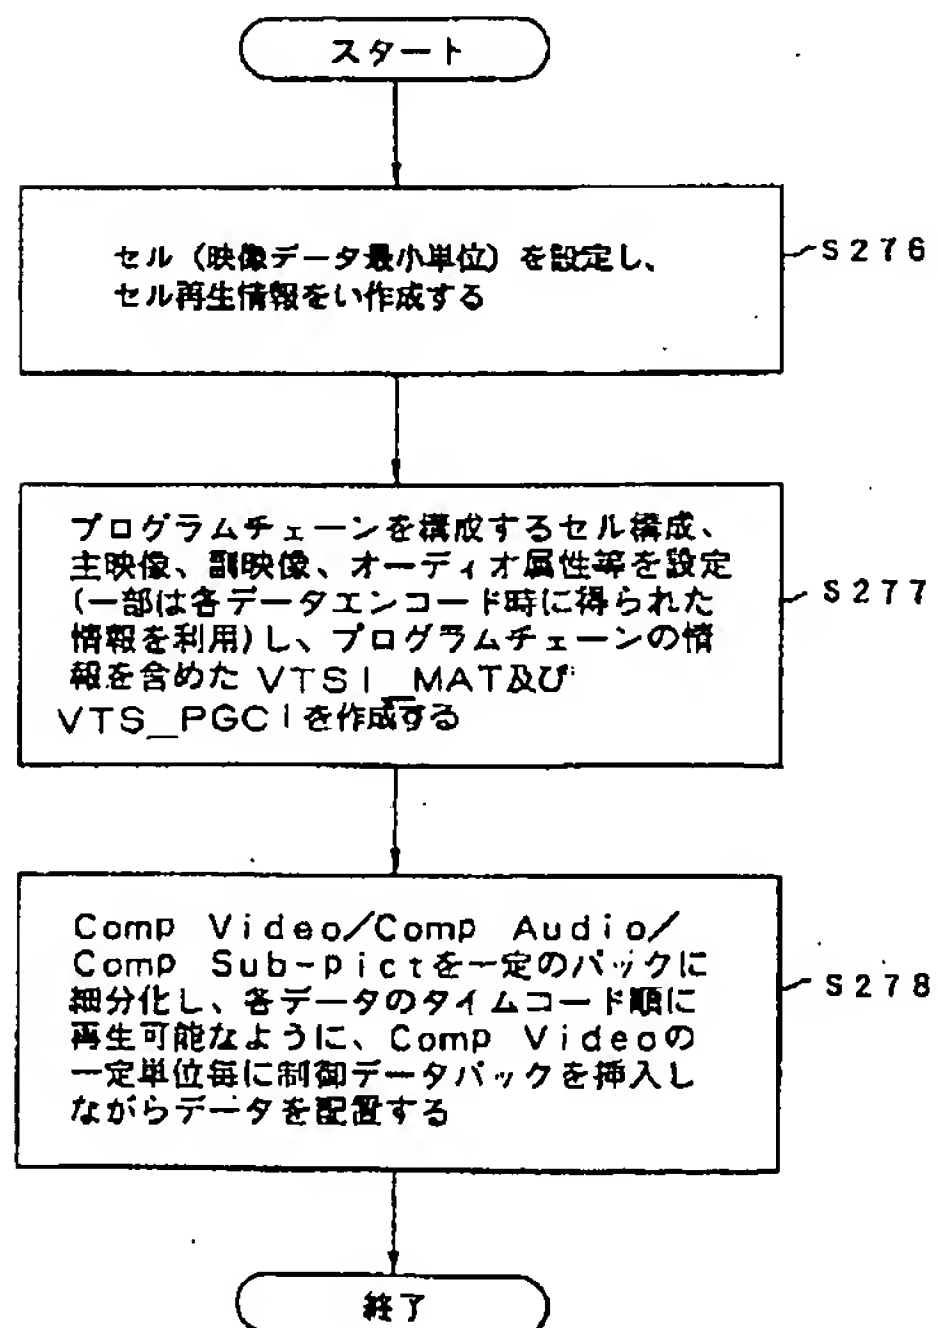 スタート
セル（映像データ最小単位）を設定し、
セル再生情報をい作成する
S276
プログラムチェーンを構成するセル構成、
主映像、副映像、オーディオ属性等を設定
(一部は各データエンコード時に得られた
情報を利用)し、プログラムチェーンの情
報を含めた VTSI_MAT及び
VTS_PGCIを作成する
S277
Comp Video/Comp Audio/
Comp Sub-pictを一定のパックに
細分化し、各データのタイムコード順に
再生可能なように、Comp Videoの
一定単位毎に制御データパックを挿入し
ながらデータを配置する
S278
終了